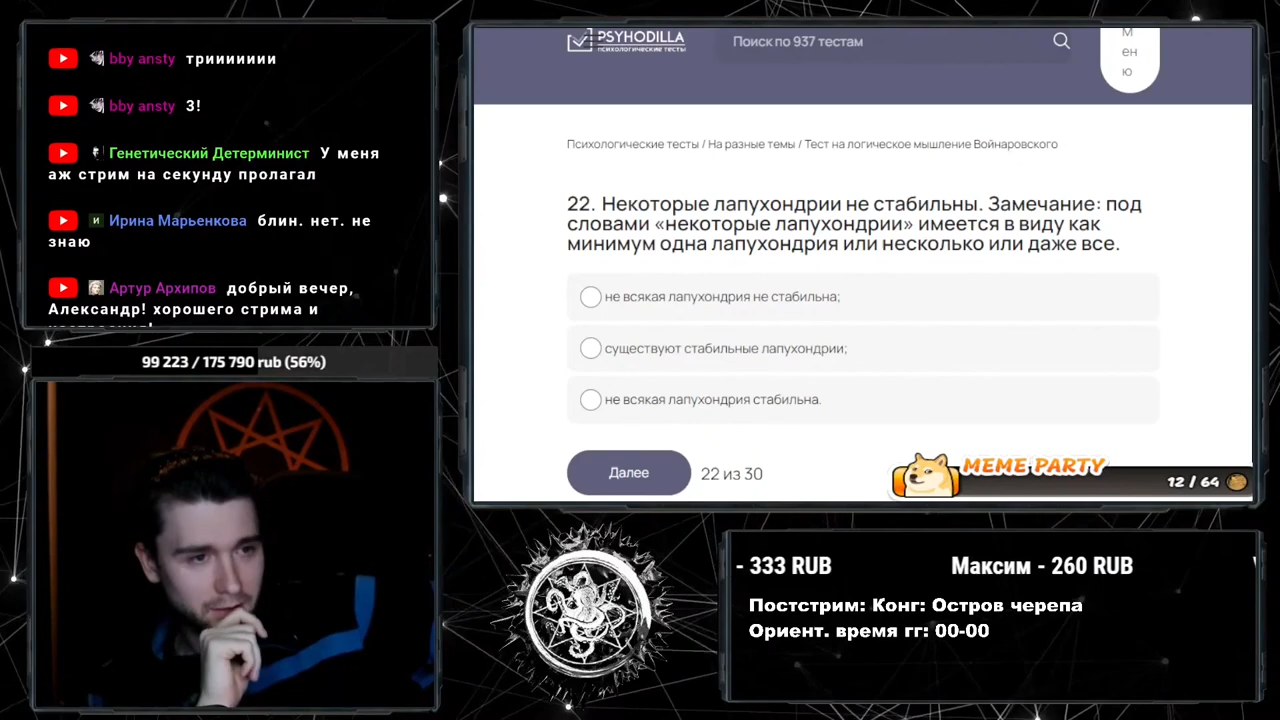 bby ansty триииииии
bby ansty 3!
Генетический Детерминист У меня
аж стрим на секунду пролагал
Ирина Марьенкова блин. нет. не
знаю
Артур Архипов добрый вечер,
Александр! хорошего стрима и
99 223 / 175 790 rub (56%)
PSYHODILLA
ПСИХОЛОГИЧЕСКИЕ ТЕСТЫ
Поиск по 937 тестам
М
ен
ю
Психологические тесты / На разные темы / Тест на логическое мышление Войнаровского
22. Некоторые лапухондрии не стабильны. Замечание: под
словами «некоторые лапухондрии» имеется в виду как
минимум одна лапухондрия или несколько или даже все.
не всякая лапухондрия не стабильна;
существуют стабильные лапухондрии;
не всякая лапухондрия стабильна.
Далее
22 из 30
MEME PARTY
12 / 64
- 333 RUB
Максим - 260 RUB
Постстрим: Конг: Остров черепа
Ориент. время гг: 00-00